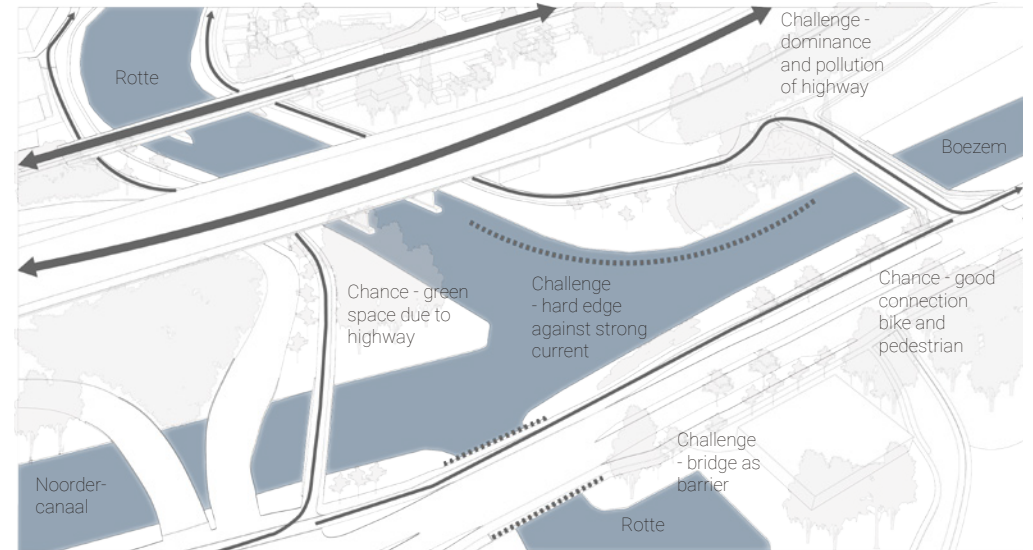 Challenge -
dominance
and pollution
of highway
Rotte
Boezem
Chance - green
space due to
highway
Challenge
- hard edge
against strong
current
Chance - good
connection
bike and
pedestrian
Challenge
- bridge as
barrier
Noorder-
canaal
Rotte